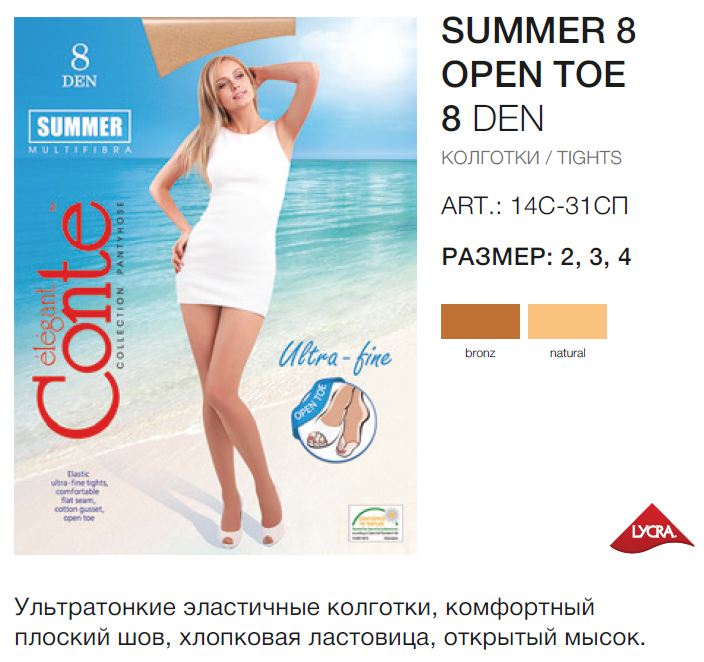 8
DEN
SUMMER
MULTIFIBRA
élégant
Conte
COLLECTION PANTYHOSE
Ultra-fine
OPEN TOE
Elastic
ultra-fine tights,
comfortable
flat seam,
cotton gusset,
open toe
SUMMER 8
OPEN TOE
8 DEN
КОЛГОТКИ / TIGHTS
ART.: 14С-31СП
РАЗМЕР: 2, 3, 4
bronz
natural
LYCRA
Ультратонкие эластичные колготки, комфортный
плоский шов, хлопковая ластовица, открытый мысок.